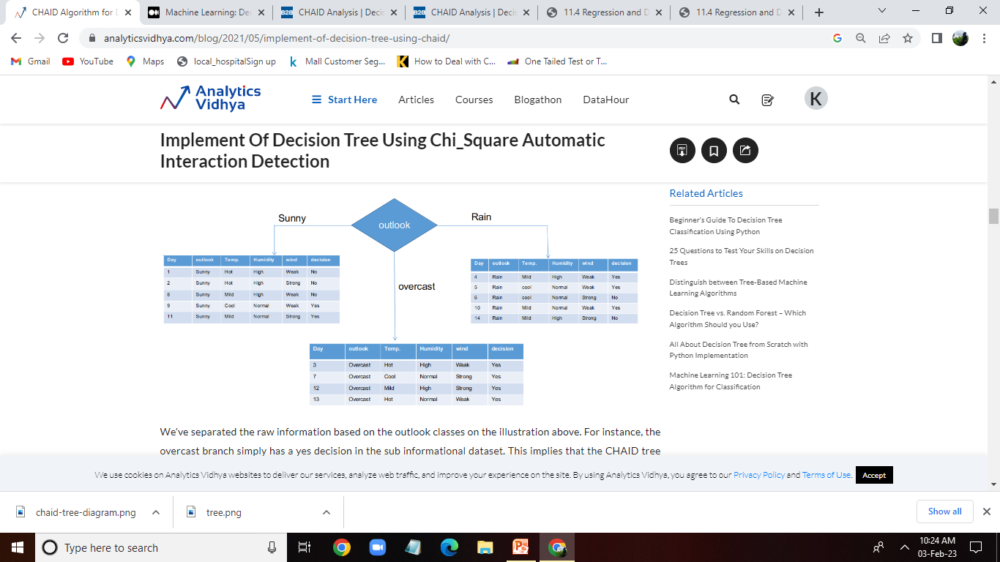 CHAID Algorithm for D
Machine Learning: De
CHAID Analysis | Decis
CHAID Analysis | Decis
11.4 Regression and D
11.4 Regression and D
analyticsvidhya.com/blog/2021/05/implement-of-decision-tree-using-chaid/
Gmail YouTube Maps local_hospitalSign up Mall Customer Seg... How to Deal with C... One Tailed Test or T...
Analytics
Vidhya
Start Here Articles Courses Blogathon DataHour K
Implement Of Decision Tree Using Chi_Square Automatic
Interaction Detection
PDF
Sunny
outlook
Rain
overcast
Day outlook Temp. Humidity wind decision
1 Sunny Hot High Weak No
2 Sunny Hot High Strong No
8 Sunny Mild High Weak No
9 Sunny Cool Normal Weak Yes
11 Sunny Mild Normal Strong Yes
Day outlook Temp. Humidity wind decision
4 Rain Mild High Weak Yes
5 Rain cool Normal Weak Yes
6 Rain cool Normal Strong No
10 Rain Mild Normal Weak Yes
14 Rain Mild High Strong No
Day outlook Temp. Humidity wind decision
3 Overcast Hot High Weak Yes
7 Overcast Cool Normal Strong Yes
12 Overcast Mild High Strong Yes
13 Overcast Hot Normal Weak Yes
We've separated the raw information based on the outlook classes on the illustration above. For instance, the
overcast branch simply has a yes decision in the sub informational dataset. This implies that the CHAID tree
Related Articles
Beginner's Guide To Decision Tree
Classification Using Python
25 Questions to Test Your Skills on Decision
Trees
Distinguish between Tree-Based Machine
Learning Algorithms
Decision Tree vs. Random Forest – Which
Algorithm Should you Use?
All About Decision Tree from Scratch with
Python Implementation
Machine Learning 101: Decision Tree
Algorithm for Classification
We use cookies on Analytics Vidhya websites to deliver our services, analyze web traffic, and improve your experience on the site. By using Analytics Vidhya, you agree to our Privacy Policy and Terms of Use. Accept
chaid-tree-diagram.png tree.png Show all
Type here to search
10:24 AM
03-Feb-23